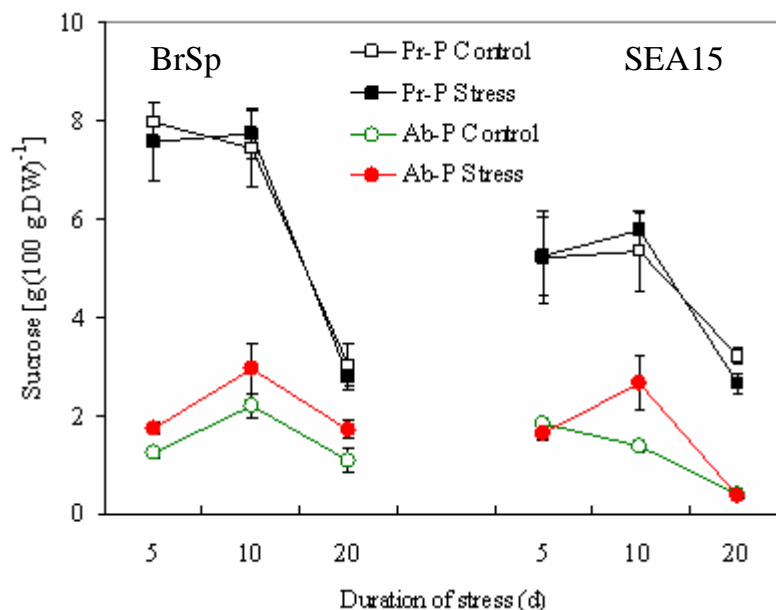 10
8
6
4
2
0
Sucrose [g(100 gDW)⁻¹
BrSp
SEA15
Pr-P Control
Pr-P Stress
Ab-P Control
Ab-P Stress
5 10 20 5 10 20
Duration of stress (d)